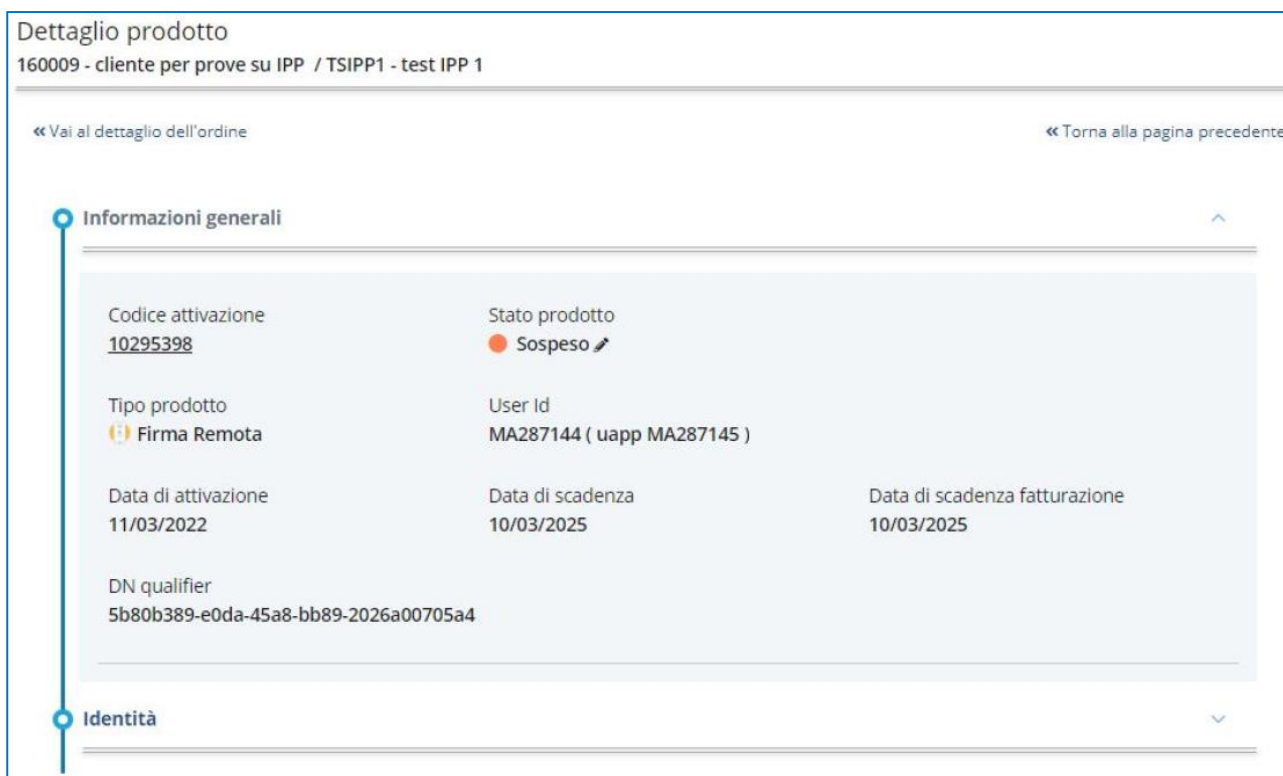 Dettaglio prodotto
160009 - cliente per prove su IPP / TSIPP1 - test IPP 1
« Vai al dettaglio dell'ordine
« Torna alla pagina precedente
Informazioni generali
Codice attivazione
Stato prodotto
10295398
Sospeso
Tipo prodotto
User Id
Firma Remota
MA287144 ( uapp MA287145 )
Data di attivazione
Data di scadenza
Data di scadenza fatturazione
11/03/2022
10/03/2025
10/03/2025
DN qualifier
5b80b389-e0da-45a8-bb89-2026a00705a4
Identità